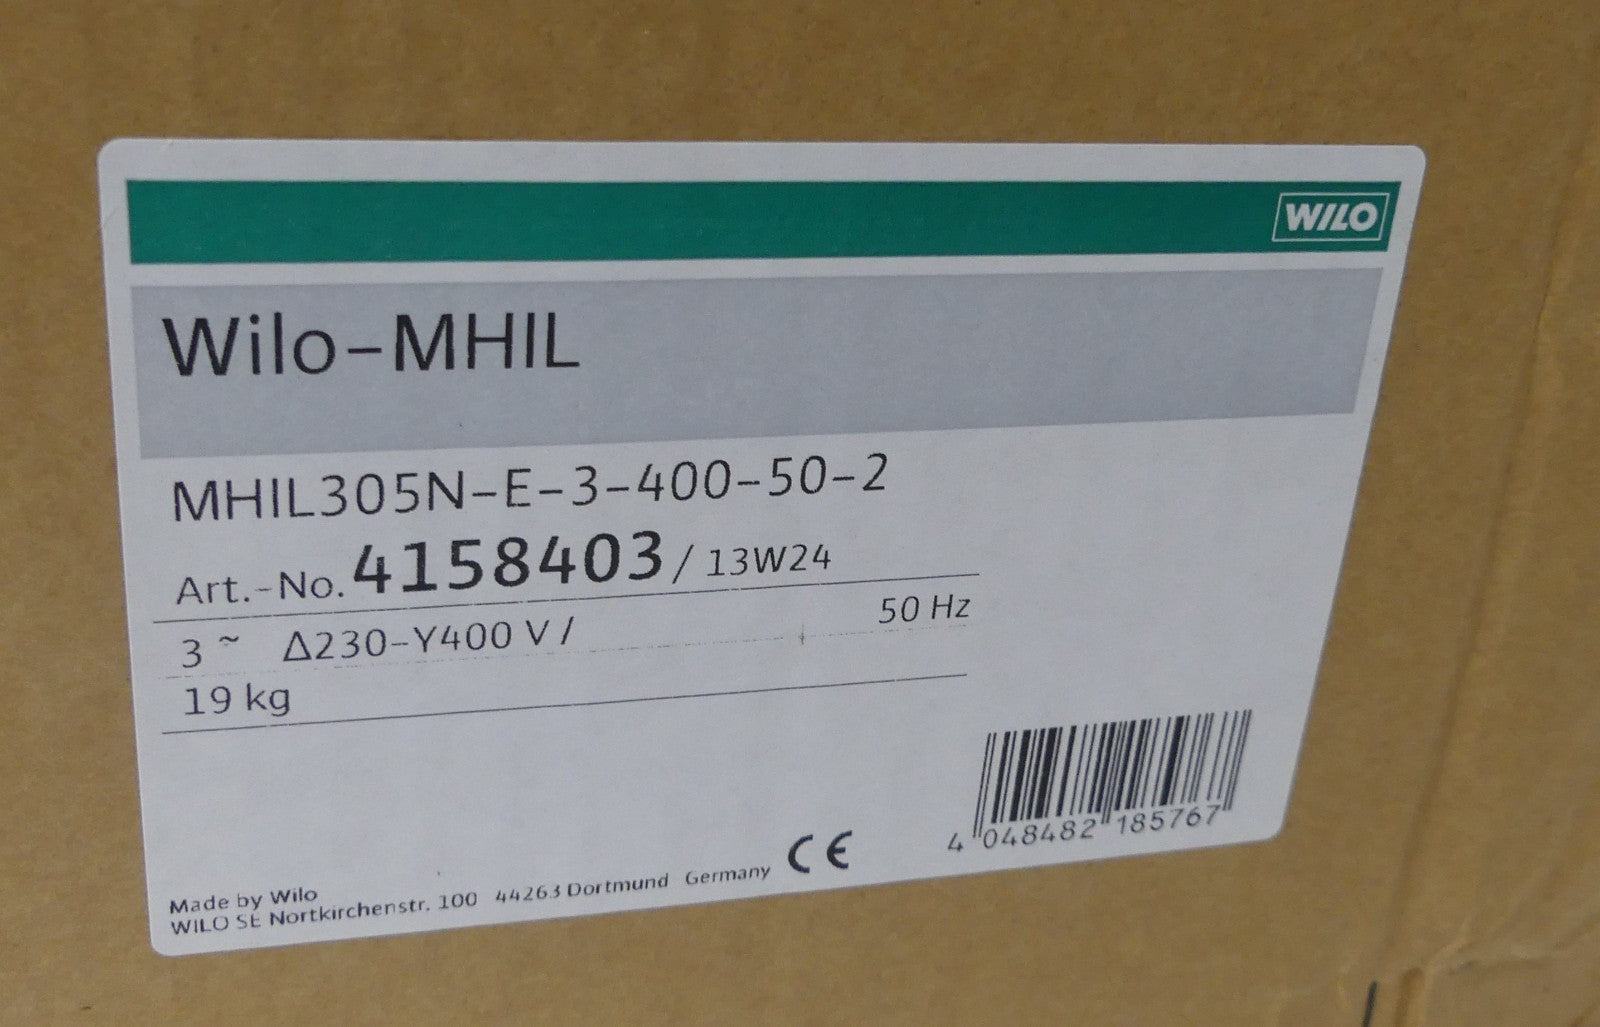 WILO
Wilo-MHIL
MHIL305N-E-3-400-50-2
Art.-No. 4158403 / 13W24
3 ~ Δ230-Y400 V / 50 Hz
19 kg
4 048482 185767
CE
Made by Wilo
WILO SE Nortkirchenstr. 100 44263 Dortmund Germany